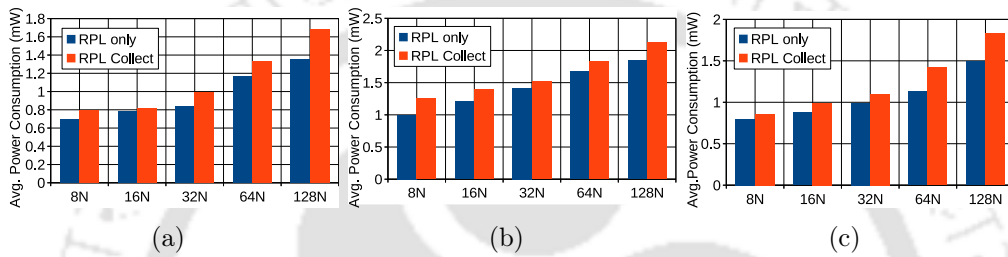 Avg. Power Consumption (mW)
1.8
1.6
1.4
1.2
1
0.8
0.6
0.4
0.2
0
RPL only
RPL Collect
8N 16N 32N 64N 128N
(a)
Avg. Power Consumption (mW)
2.5
2
1.5
1
0.5
0
RPL only
RPL Collect
8N 16N 32N 64N 128N
(b)
Avg.Power Consumption (mW)
2
1.5
1
0.5
0
RPL only
RPL Collect
8N 16N 32N 64N 128N
(c)